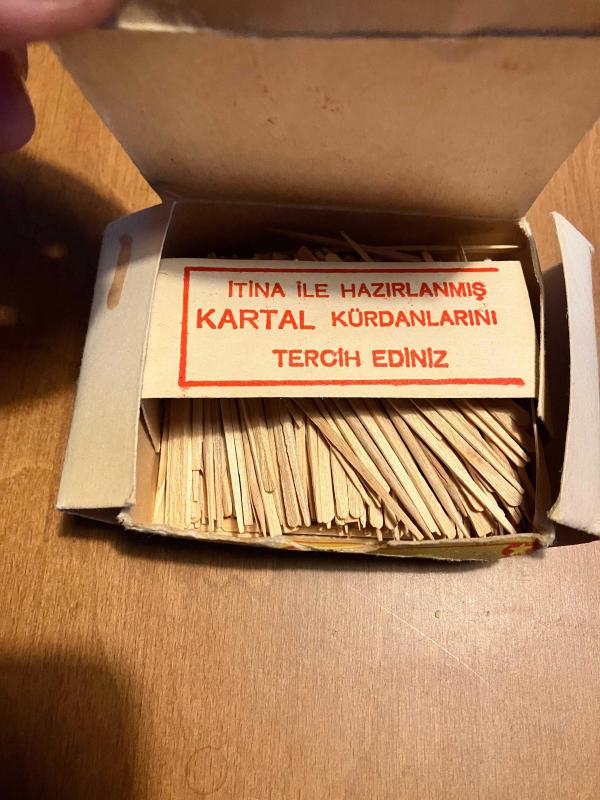 İTİNA İLE HAZIRLANMIŞ
KARTAL KÜRDANLARINI
TERCİH EDİNİZ